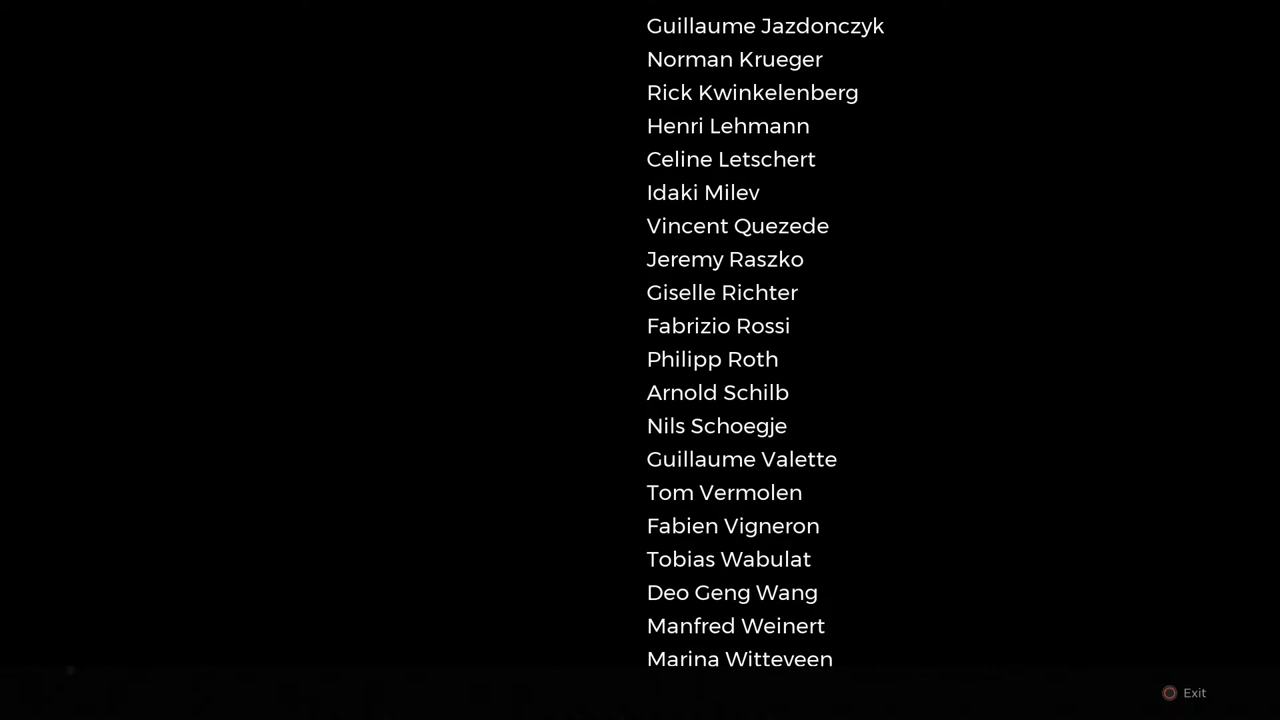 Guillaume Jazdonczyk
Norman Krueger
Rick Kwinkelenberg
Henri Lehmann
Celine Letschert
Idaki Milev
Vincent Quezede
Jeremy Raszko
Giselle Richter
Fabrizio Rossi
Philipp Roth
Arnold Schilb
Nils Schoegje
Guillaume Valette
Tom Vermolen
Fabien Vigneron
Tobias Wabulat
Deo Geng Wang
Manfred Weinert
Marina Witteveen
Exit